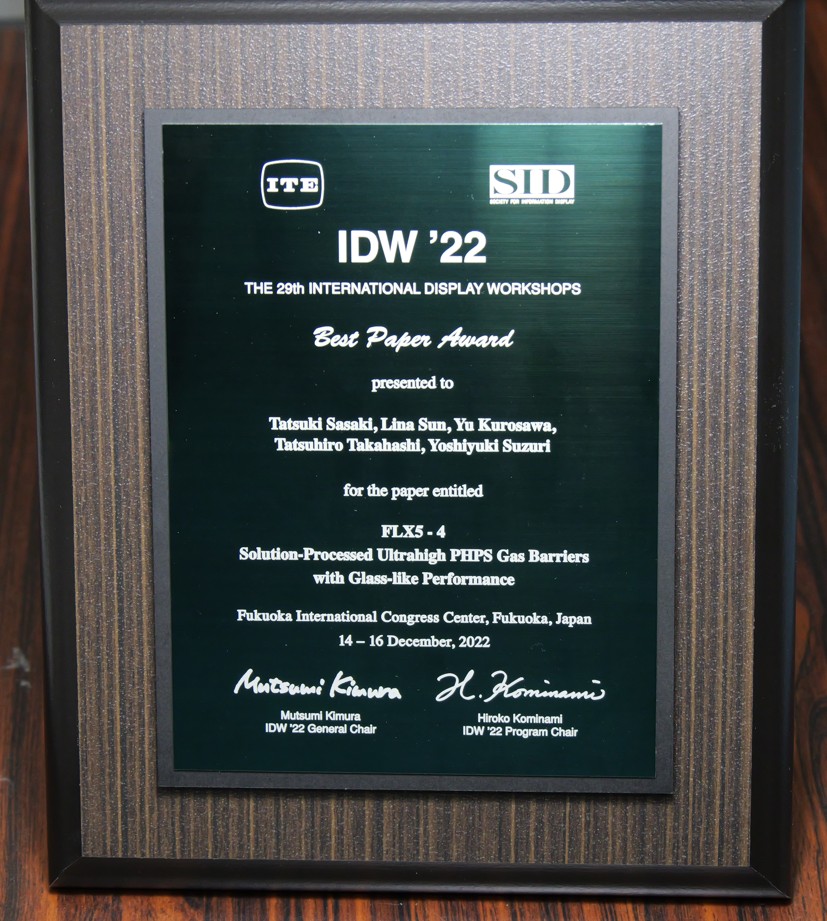 ITE
SID
SOCIETY FOR INFORMATION DISPLAY
IDW ’22
THE 29th INTERNATIONAL DISPLAY WORKSHOPS
Best Paper Award
presented to
Tatsuki Sasaki, Lina Sun, Yu Kurosawa,
Tatsuhiro Takahashi, Yoshiyuki Suzuri
for the paper entitled
FLX5 - 4
Solution-Processed Ultrahigh PHPS Gas Barriers
with Glass-like Performance
Fukuoka International Congress Center, Fukuoka, Japan
14 – 16 December, 2022
Mutsumi Kimura H. Kominami
Mutsumi Kimura Hiroko Kominami
IDW ’22 General Chair IDW ’22 Program Chair